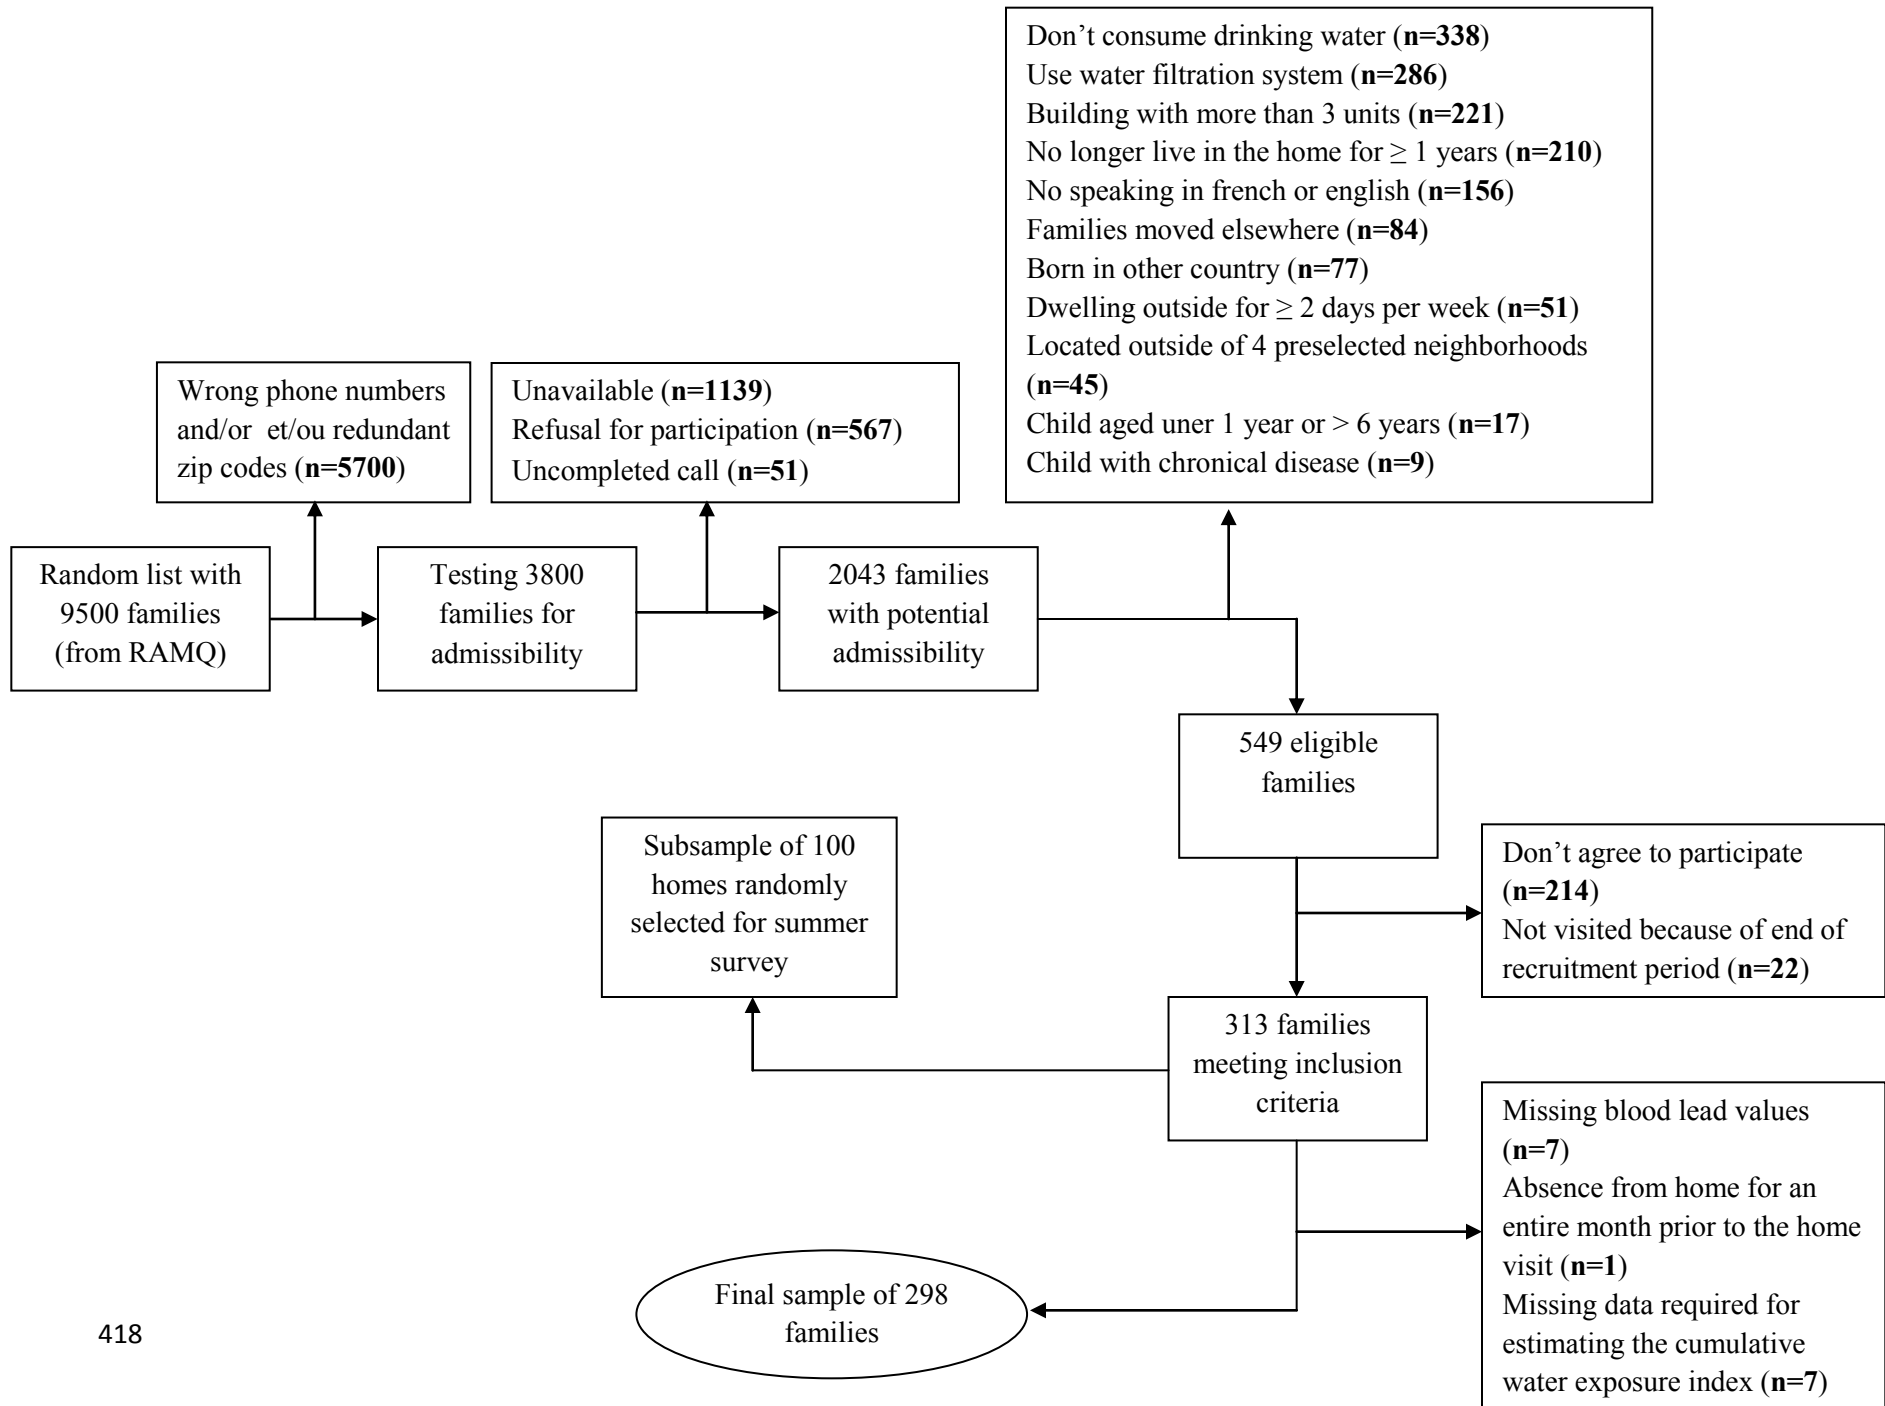 Don’t consume drinking water (n=338)
Use water filtration system (n=286)
Building with more than 3 units (n=221)
No longer live in the home for ≥ 1 years (n=210)
No speaking in french or english (n=156)
Families moved elsewhere (n=84)
Born in other country (n=77)
Dwelling outside for ≥ 2 days per week (n=51)
Located outside of 4 preselected neighborhoods
(n=45)
Child aged uner 1 year or > 6 years (n=17)
Child with chronical disease (n=9)
Wrong phone numbers
and/or et/ou redundant
zip codes (n=5700)
Unavailable (n=1139)
Refusal for participation (n=567)
Uncompleted call (n=51)
Random list with
9500 families
(from RAMQ)
Testing 3800
families for
admissibility
2043 families
with potential
admissibility
549 eligible
families
Subsample of 100
homes randomly
selected for summer
survey
Don’t agree to participate
(n=214)
Not visited because of end of
recruitment period (n=22)
313 families
meeting inclusion
criteria
Missing blood lead values
(n=7)
Absence from home for an
entire month prior to the home
visit (n=1)
Missing data required for
estimating the cumulative
water exposure index (n=7)
Final sample of 298
families
418